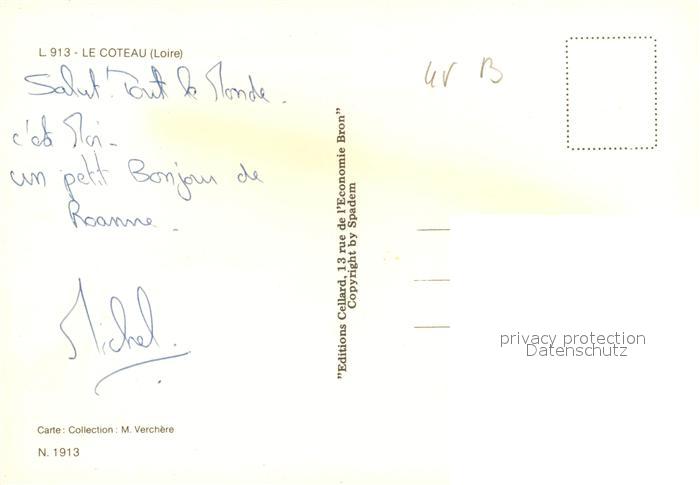 L 913 - LE COTEAU (Loire)
Salut! Tout le Monde.
c'est Moi -
un petit Bonjour de
Roanne.
Michel.
Carte : Collection : M. Verchère
N. 1913
"Editions Cellard, 13 rue de l'Economie Bron"
Copyright by Spadem
B
privacy protection
Datenschutz